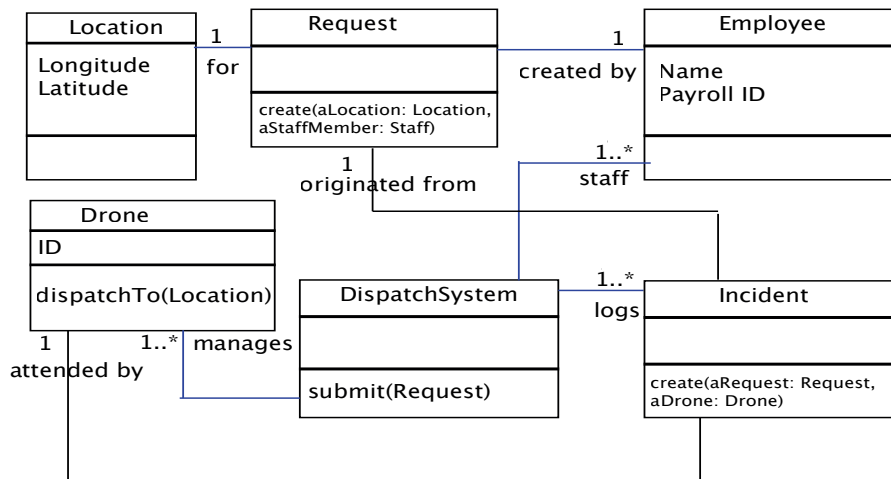 Location
Longitude
Latitude
1
for
Request
create(aLocation: Location,
aStaffMember: Staff)
1
created by
Employee
Name
Payroll ID
1
originated from
1..*
staff
Drone
ID
dispatchTo(Location)
1
attended by
1..*
manages
DispatchSystem
submit(Request)
1..*
logs
Incident
create(aRequest: Request,
aDrone: Drone)